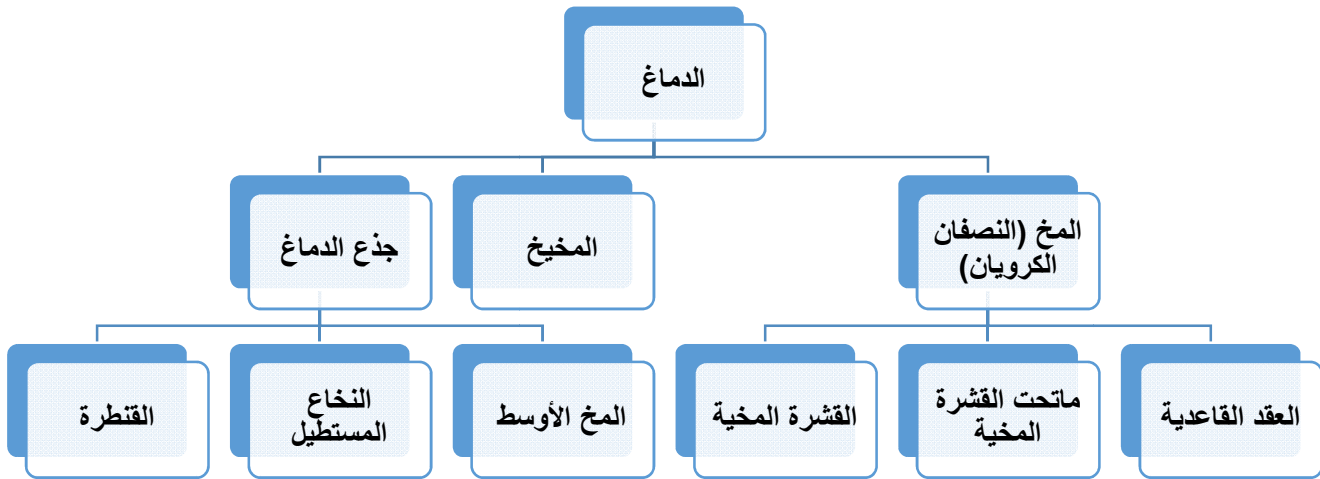 الدماغ
المخ (النصفان
الكرويان)
المخيخ
جذع الدماغ
العقد القاعدية
ماتحت القشرة
المخية
القشرة المخية
المخ الأوسط
النخاع
المستطيل
القنطرة